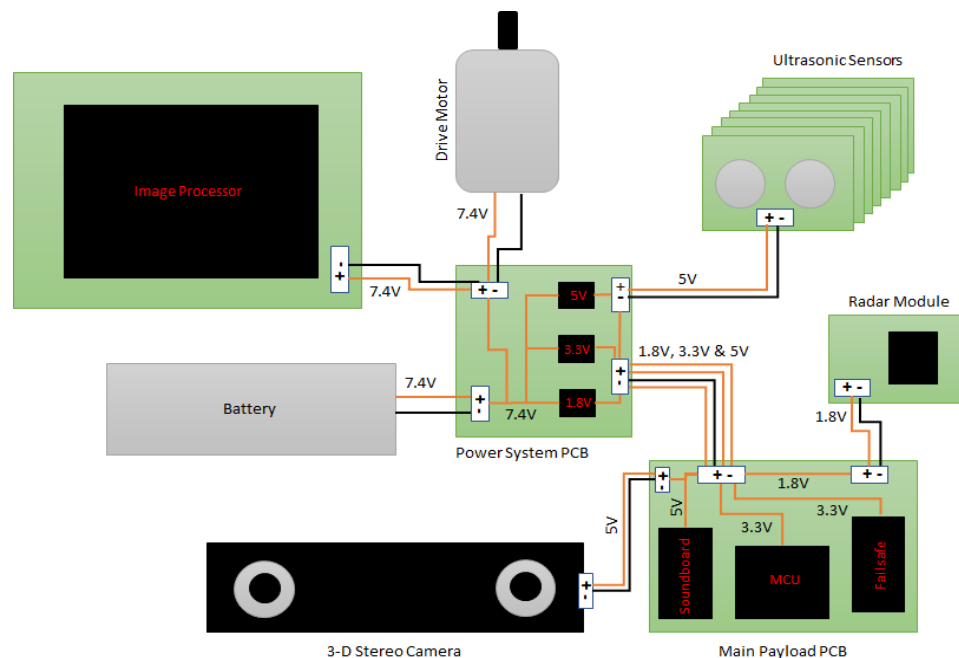 Ultrasonic Sensors
Drive Motor
Image Processor
+ -
7.4V
-
+
7.4V
+ -
5V
+
-
5V
Radar Module
3.3V
1.8V, 3.3V & 5V
+
-
+ -
7.4V
+
-
1.8V
7.4V
Battery
1.8V
Power System PCB
+
-
+ -
+ -
1.8V
5V
3.3V
3.3V
5V
Soundboard
MCU
Failsafe
+
-
3-D Stereo Camera
Main Payload PCB